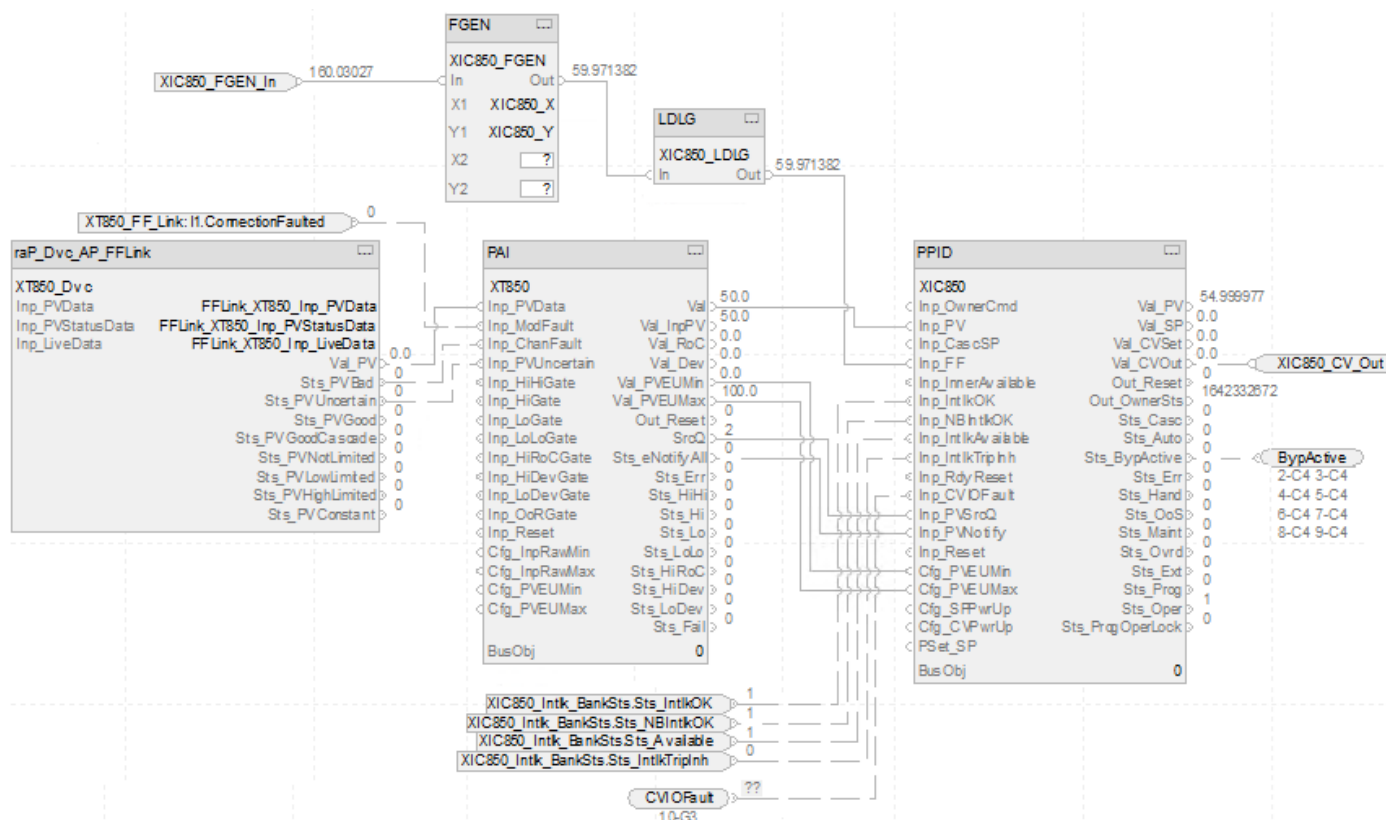 FGEN
XIC850_FGEN
XIC850_FGEN_In 160.03027 In Out 59.971382
X1 XIC850_X
Y1 XIC850_Y
X2 ?
Y2 ?
LDLG
XIC850_LDLG
In Out 59.971382
XT850_FF_Link: I1.ConnectionFaulted 0
raP_Dvc_AP_FFLink
XT850_Dvc
Inp_PVData FFLink_XT850_Inp_PVData
Inp_PVStatusData FFLink_XT850_Inp_PVStatusData
Inp_LiveData FFLink_XT850_Inp_LiveData
Val_PV 0.0
Sts_PVBad 0
Sts_PVUncertain 0
Sts_PVGood 0
Sts_PVGoodCascade 0
Sts_PVNotLimited 0
Sts_PVLowLimited 0
Sts_PVHighLimited 0
Sts_PVConstant 0
PAI
XT850
Inp_PVData Val 50.0
Inp_ModFault Val_InpPV 50.0
Inp_ChanFault Val_RoC 0.0
Inp_PVUncertain Val_Dev 0.0
Inp_HiHiGate Val_PVEUMin 0.0
Inp_HiGate Val_PVEUMax 100.0
Inp_LoGate Out_Reset 0
Inp_LoLoGate SrcQ 2
Inp_HiRoCGate Sts_eNotifyAll 0
Inp_HiDevGate Sts_Err 0
Inp_LoDevGate Sts_HiHi 0
Inp_OoRGate Sts_Hi 0
Inp_Reset Sts_Lo 0
Cfg_InpRawMin Sts_LoLo 0
Cfg_InpRawMax Sts_HiRoC 0
Cfg_PVEUMin Sts_HiDev 0
Cfg_PVEUMax Sts_LoDev 0
Sts_Fail 0
BusObj 0
PPID
XIC850
Inp_OwnerCmd Val_PV 54.999977
Inp_PV Val_SP 0.0
Inp_CascSP Val_CVSet 0.0
Inp_FF Val_CVOut 0.0 XIC850_CV_Out
Inp_InnerAvailable Out_Reset 0
Inp_IntlkOK Out_OwnerSts 1642332672
Inp_NBIntlkOK Sts_Casc 0
Inp_IntlkAvailable Sts_Auto 0
Inp_IntlkTripInh Sts_BypActive 0 BypActive
Inp_RdyReset Sts_Err 0 2-C4 3-C4
Inp_CVIOFault Sts_Hand 0 4-C4 5-C4
Inp_PVSrcQ Sts_OoS 0 6-C4 7-C4
Inp_PVNotify Sts_Maint 0 8-C4 9-C4
Inp_Reset Sts_Ovrd 0
Cfg_PVEUMin Sts_Ext 0
Cfg_PVEUMax Sts_Prog 0
Cfg_SPPwrUp Sts_Oper 1
Cfg_CVPwrUp Sts_ProgOperLock 0
PSet_SP
BusObj 0
XIC850_Intlk_BankSts.Sts_IntlkOK 1
XIC850_Intlk_BankSts.Sts_NBIntlkOK 1
XIC850_Intlk_BankSts.Sts_Available 1
XIC850_Intlk_BankSts.Sts_IntlkTripInh 0
CVIOFault ??
10-G3